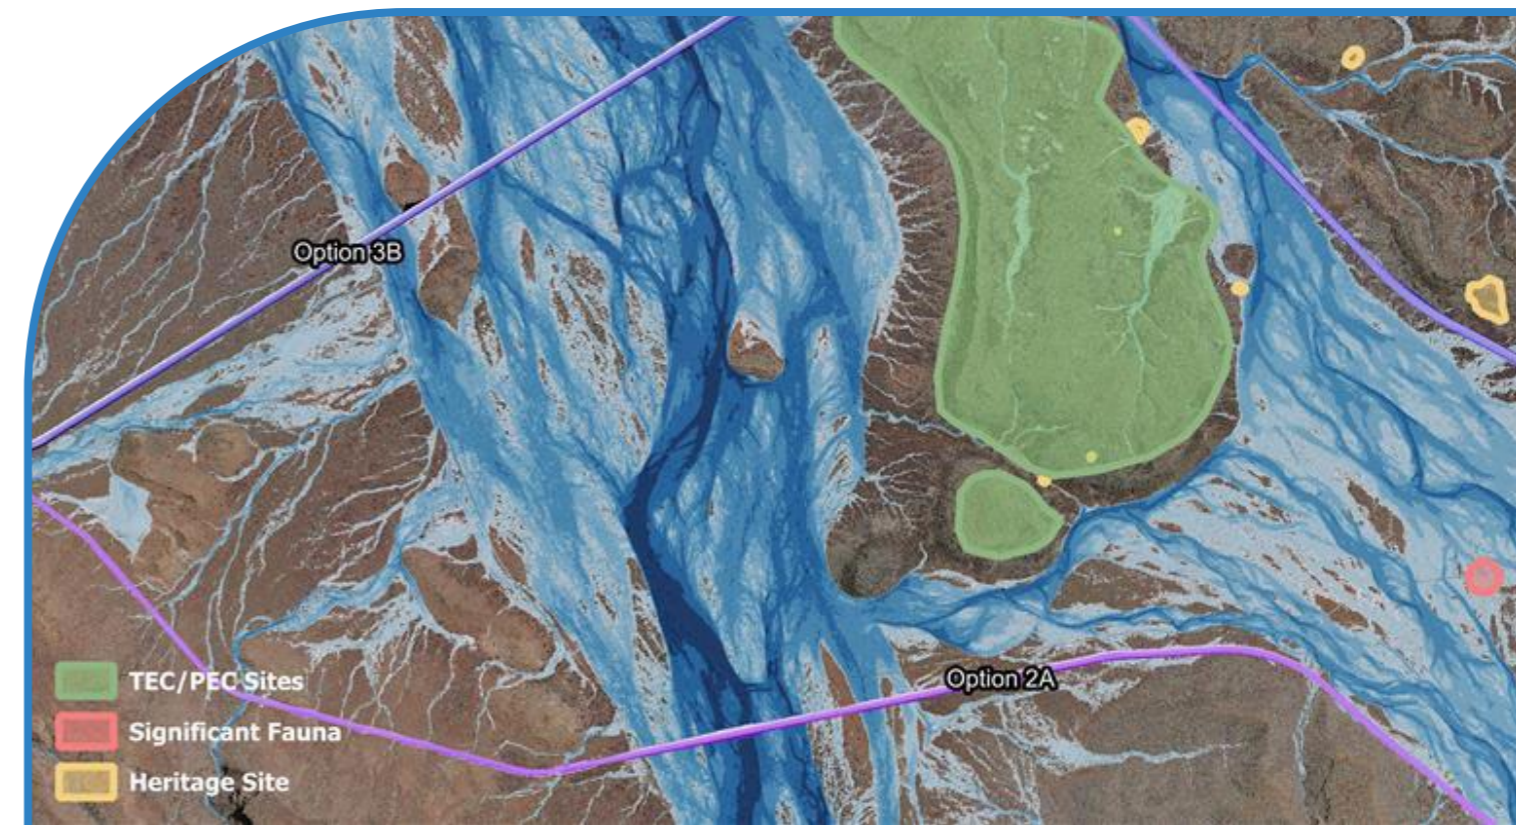 Option 3B
Option 2A
TEC/PEC Sites
Significant Fauna
Heritage Site